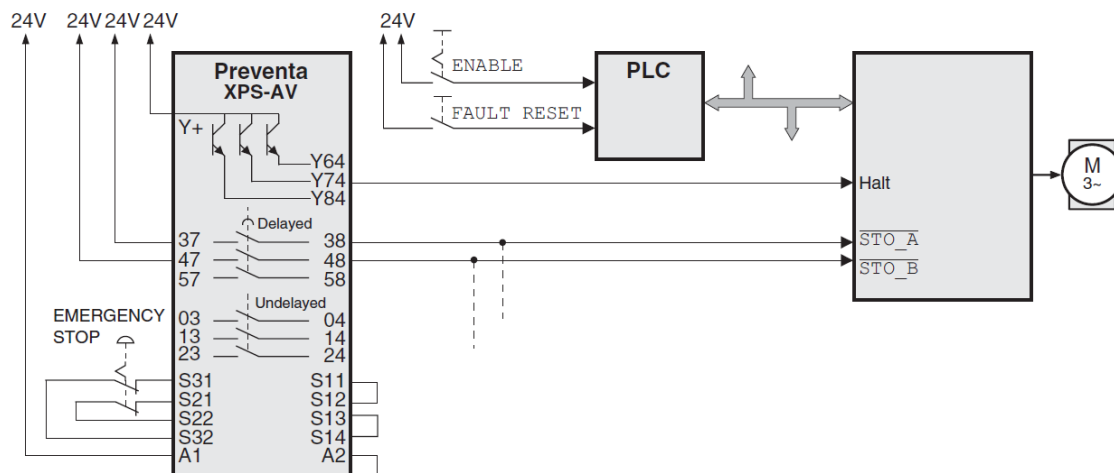 24V 24V 24V 24V
24V
Preventa
XPS-AV
ENABLE
FAULT RESET
PLC
Y+
Y64
Y74
Y84
Halt
M
3~
Delayed
37 38
47 48
57 58
STO_A
STO_B
Undelayed
03 04
13 14
23 24
EMERGENCY
STOP
S31 S11
S21 S12
S22 S13
S32 S14
A1 A2